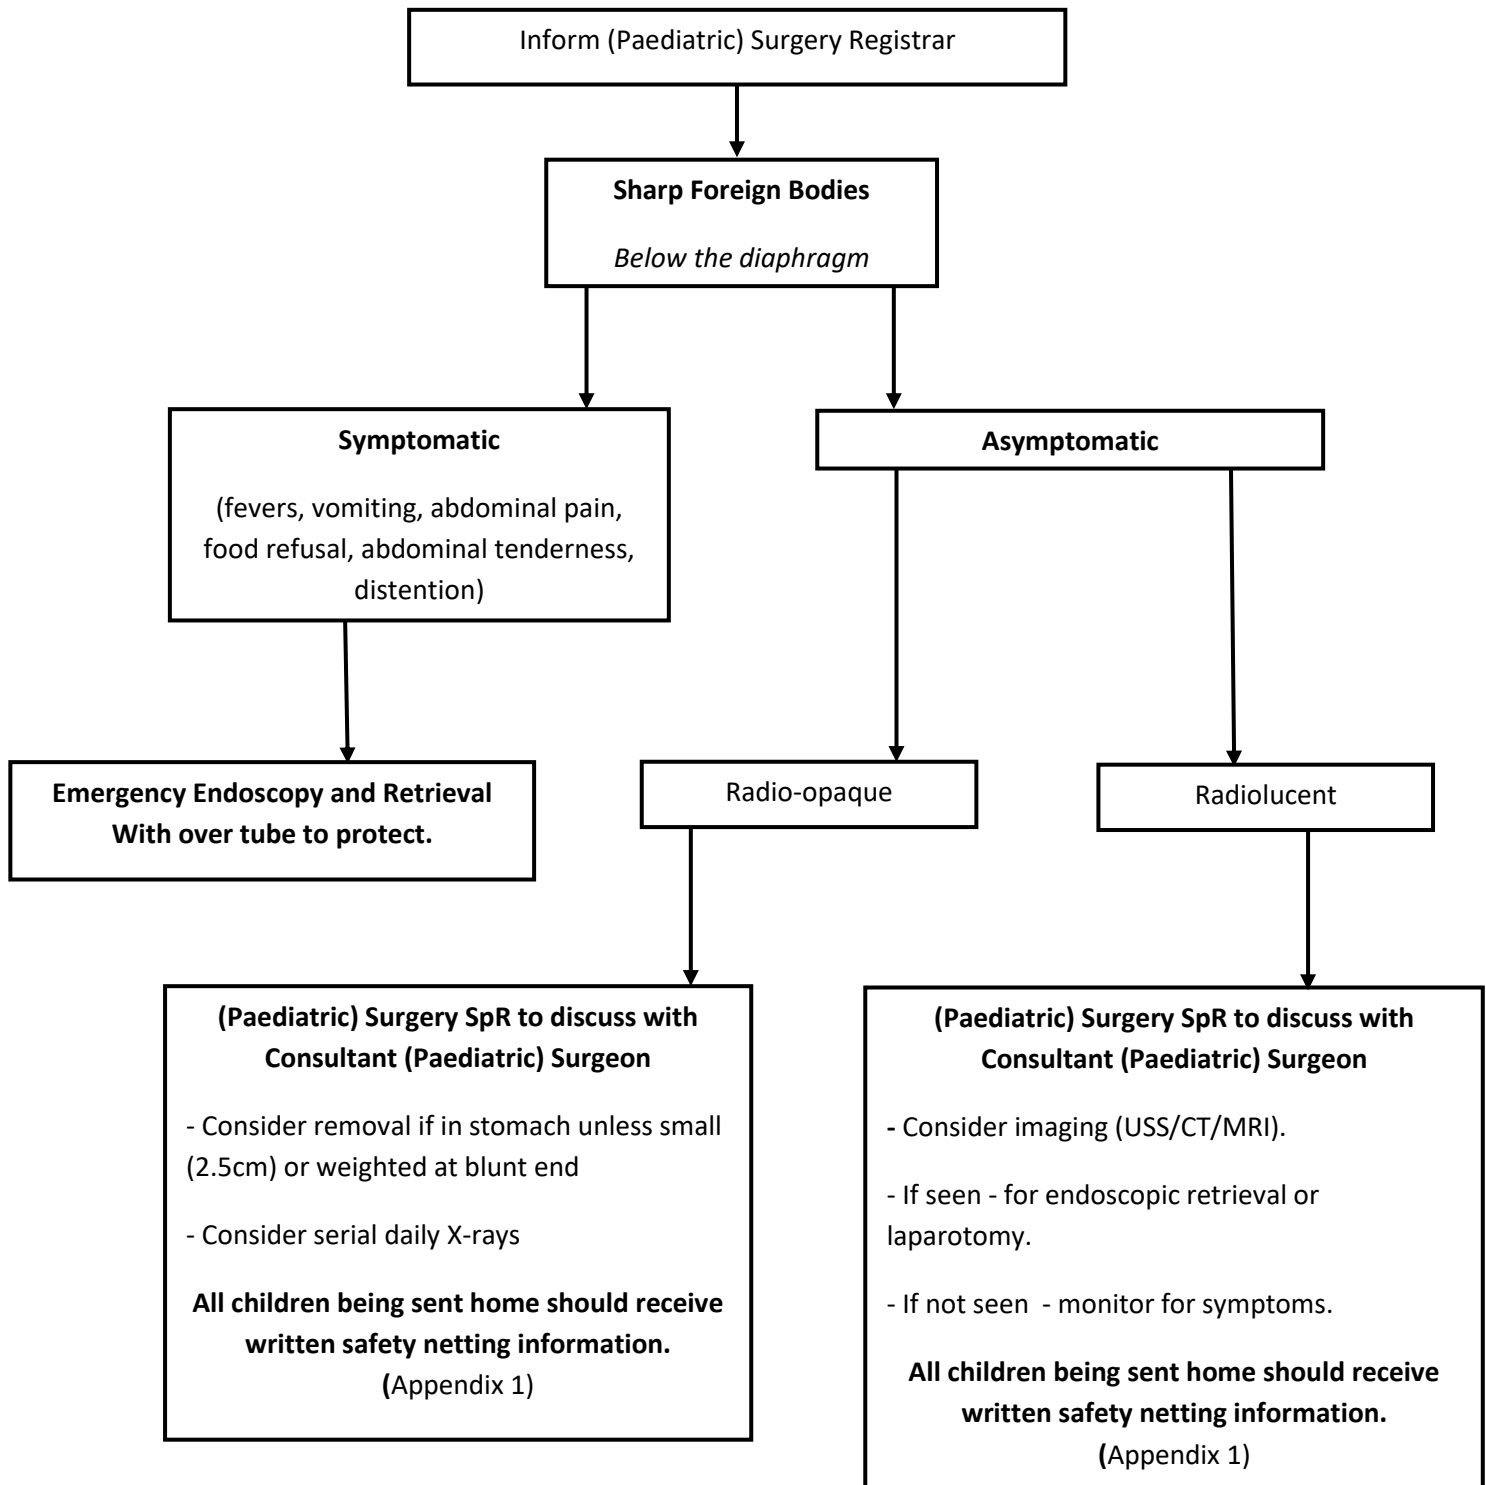 Inform (Paediatric) Surgery Registrar
Sharp Foreign Bodies
Below the diaphragm
Symptomatic
(fevers, vomiting, abdominal pain,
food refusal, abdominal tenderness,
distention)
Asymptomatic
Emergency Endoscopy and Retrieval
With over tube to protect.
Radio-opaque
Radiolucent
(Paediatric) Surgery SpR to discuss with
Consultant (Paediatric) Surgeon
- Consider removal if in stomach unless small
(2.5cm) or weighted at blunt end
- Consider serial daily X-rays
All children being sent home should receive
written safety netting information.
(Appendix 1)
(Paediatric) Surgery SpR to discuss with
Consultant (Paediatric) Surgeon
- Consider imaging (USS/CT/MRI).
- If seen - for endoscopic retrieval or
laparotomy.
- If not seen  - monitor for symptoms.
All children being sent home should receive
written safety netting information.
(Appendix 1)